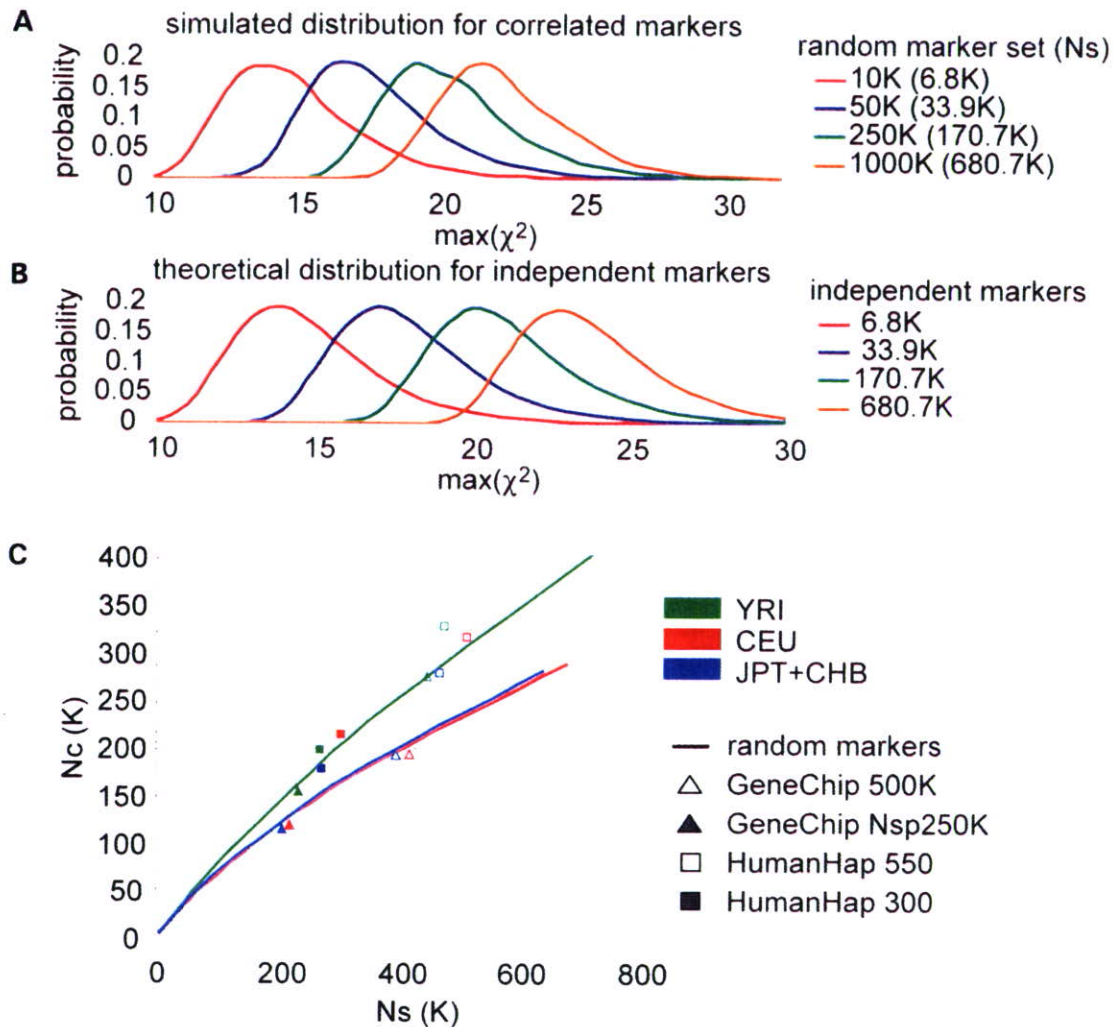 A
simulated distribution for correlated markers
probability
0.2
0.15
0.1
0.05
0
10 15 20 25 30
max(χ²)
random marker set (Ns)
10K (6.8K)
50K (33.9K)
250K (170.7K)
1000K (680.7K)
B
theoretical distribution for independent markers
probability
0.2
0.15
0.1
0.05
0
10 15 20 25 30
max(χ²)
independent markers
6.8K
33.9K
170.7K
680.7K
C
Nc (K)
400
350
300
250
200
150
100
50
0
0 200 400 600 800
Ns (K)
YRI
CEU
JPT+CHB
random markers
GeneChip 500K
GeneChip Nsp250K
HumanHap 550
HumanHap 300